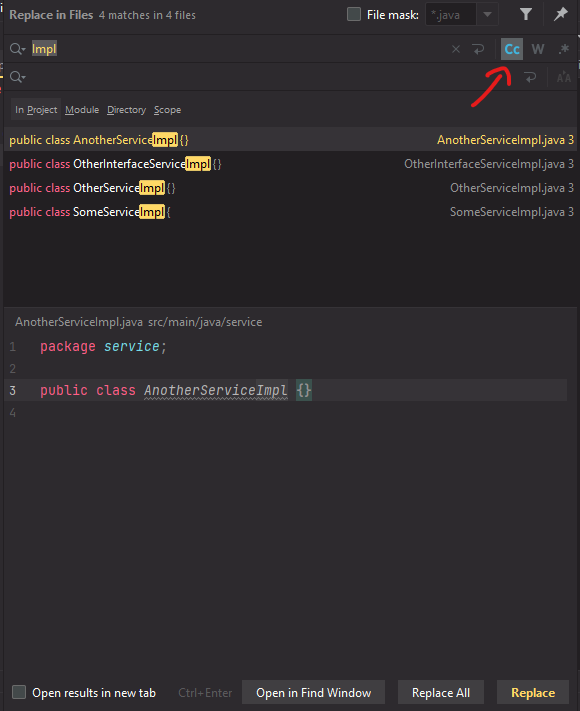 Replace in Files 4 matches in 4 files File mask: *.java
Impl Cc W .*
In Project Module Directory Scope
public class AnotherServiceImpl {} AnotherServiceImpl.java 3
public class OtherInterfaceServiceImpl {} OtherInterfaceServiceImpl.java 3
public class OtherServiceImpl {} OtherServiceImpl.java 3
public class SomeServiceImpl { SomeServiceImpl.java 3
AnotherServiceImpl.java src/main/java/service
1 package service;
2
3 public class AnotherServiceImpl {}
4
Open results in new tab Ctrl+Enter Open in Find Window Replace All Replace